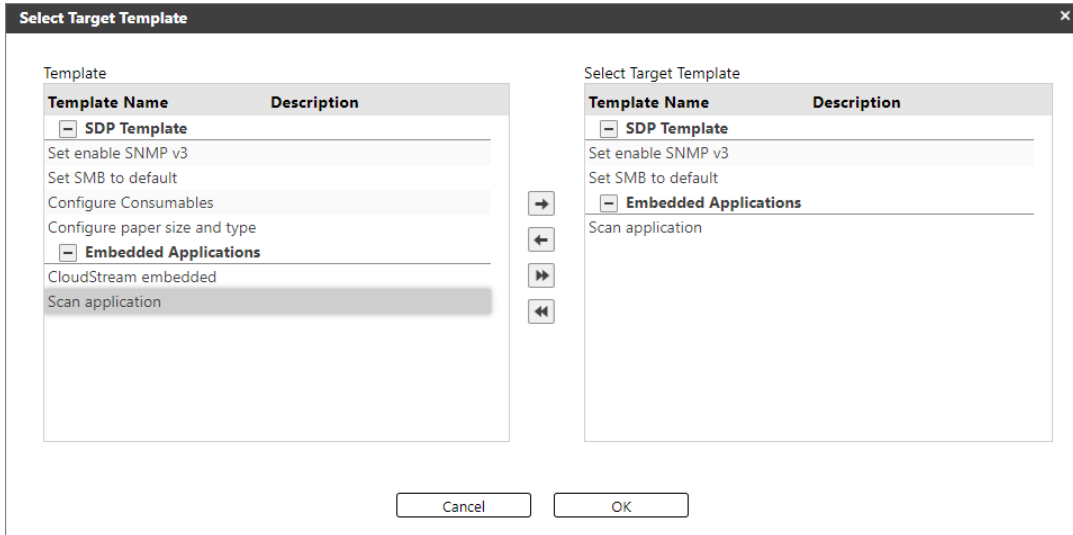 Select Target Template
Template
Template Name Description
SDP Template
Set enable SNMP v3
Set SMB to default
Configure Consumables
Configure paper size and type
Embedded Applications
CloudStream embedded
Scan application
Select Target Template
Template Name Description
SDP Template
Set enable SNMP v3
Set SMB to default
Embedded Applications
Scan application
Cancel OK